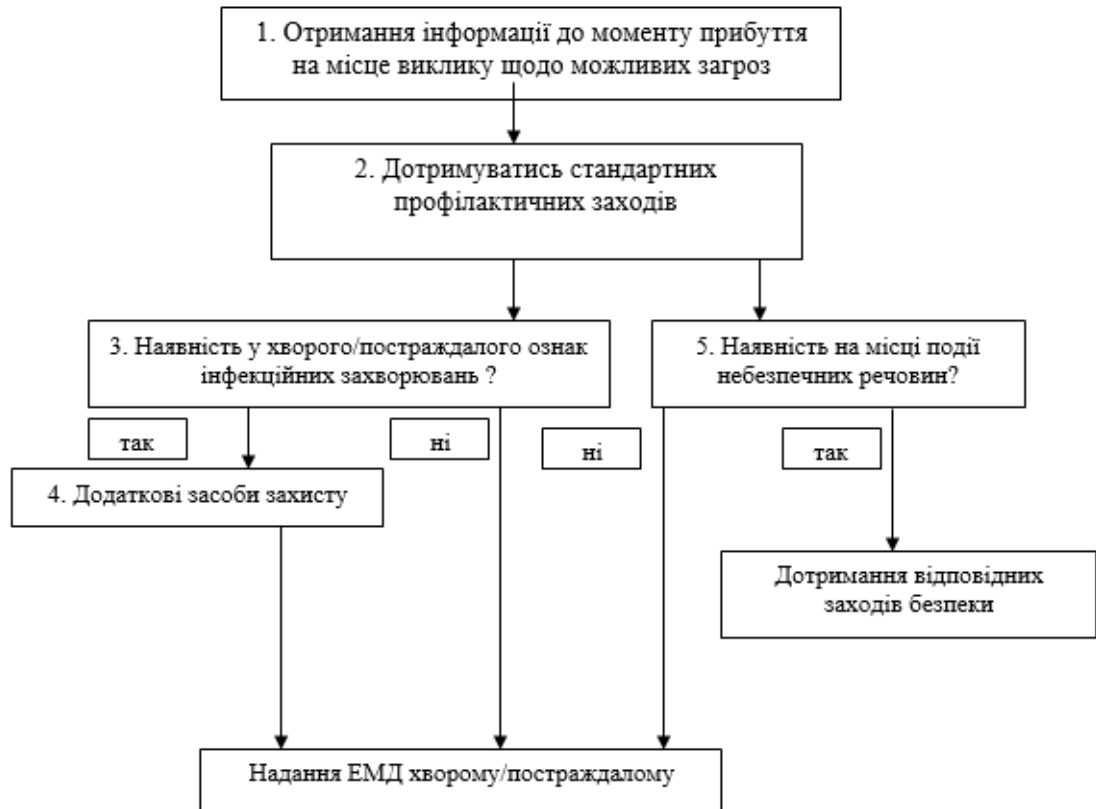 1. Отримання інформації до моменту прибуття
на місце виклику щодо можливих загроз
2. Дотримуватись стандартних
профілактичних заходів
3. Наявність у хворого/постраждалого ознак
інфекційних захворювань ?
5. Наявність на місці події
небезпечних речовин?
так
ні
ні
так
4. Додаткові засоби захисту
Дотримання відповідних
заходів безпеки
Надання ЕМД хворому/постраждалому